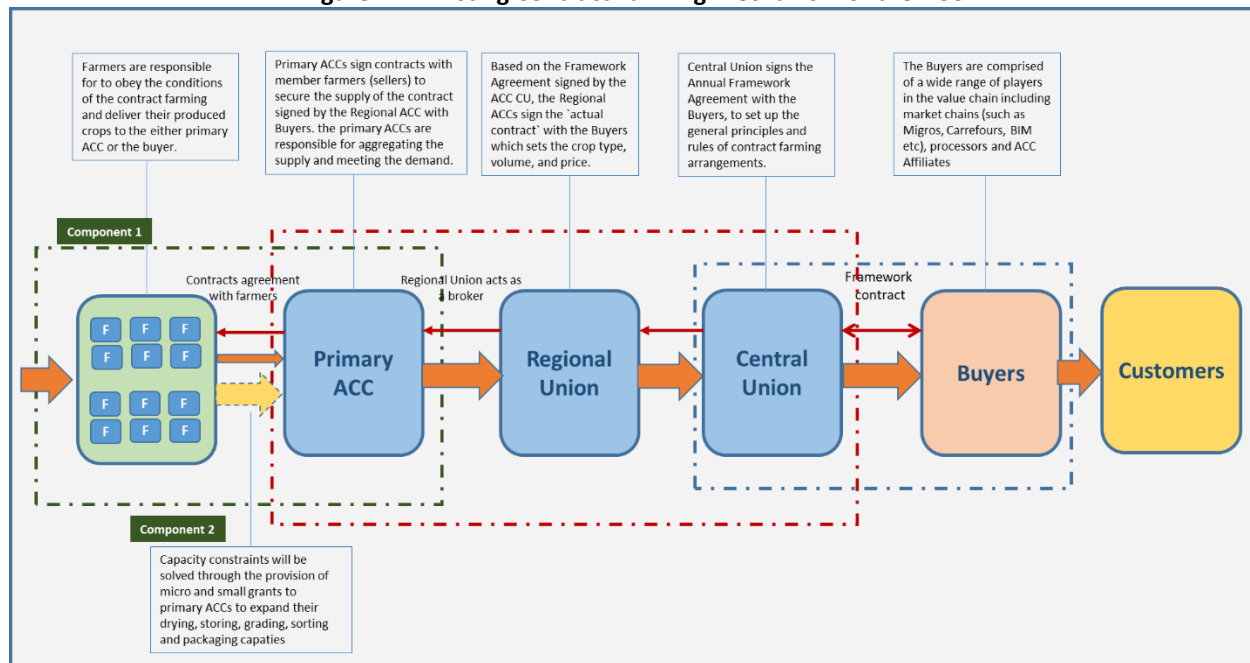 Farmers are responsible
for to obey the conditions
of the contract farming
and deliver their produced
crops to the either primary
ACC or the buyer.
Primary ACCs sign contracts with
member farmers (sellers) to
secure the supply of the contract
signed by the Regional ACC with
Buyers. the primary ACCs are
responsible for aggregating the
supply and meeting the demand.
Based on the Framework
Agreement signed by the
ACC CU, the Regional
ACCs sign the `actual
contract` with the Buyers
which sets the crop type,
volume, and price.
Central Union signs the
Annual Framework
Agreement with the
Buyers, to set up the
general principles and
rules of contract farming
arrangements.
The Buyers are comprised
of a wide range of players
in the value chain including
market chains (such as
Migros, Carrefours, BIM
etc), processors and ACC
Affiliates
Component 1
Contracts agreement
with farmers
Regional Union acts as
a broker
Framework
contract
F F F
F F F
F F F
F F F
Primary
ACC
Regional
Union
Central
Union
Buyers
Customers
Component 2
Capacity constraints will be
solved through the provision of
micro and small grants to
primary ACCs to expand their
drying, storing, grading, sorting
and packaging capaties